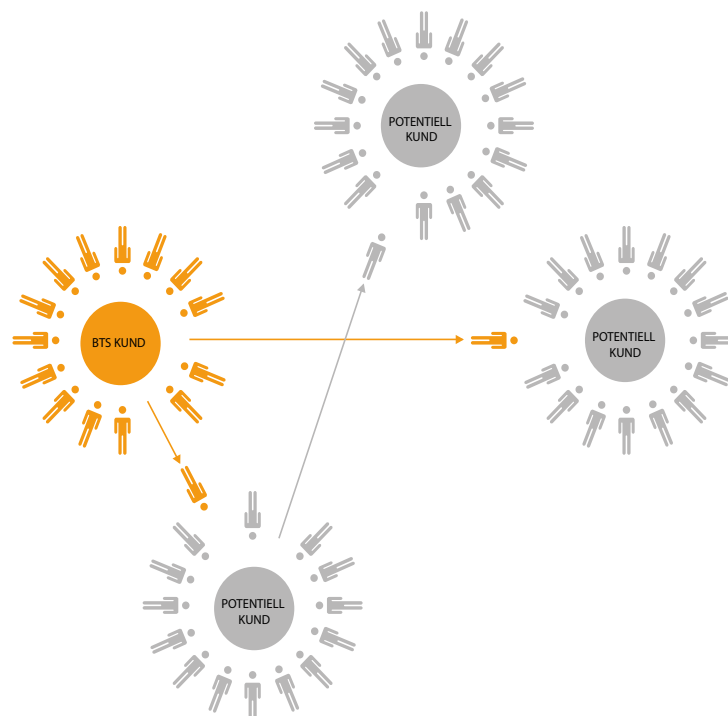 POTENTIELL
KUND
BTS KUND
POTENTIELL
KUND
POTENTIELL
KUND